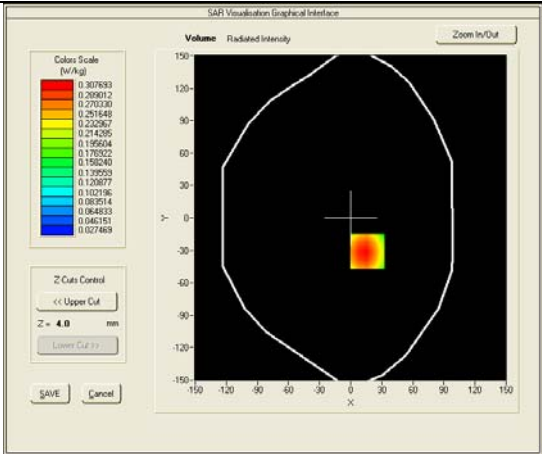 SAR Visualisation Graphical Interface
Volume Radiated Intensity
Zoom In/Out
Colors Scale
(W/kg)
0.307693
0.289012
0.270330
0.251648
0.232967
0.214285
0.195604
0.176922
0.158240
0.139559
0.120877
0.102196
0.083514
0.064833
0.046151
0.027469
Z-Cuts Control
<< Upper Cut
Z = 4.0 mm
Lower Cut >>
SAVE
Cancel
150-
120-
90-
60-
30-
0-
-30-
-60-
-90-
-120-
-150-
Y
-150 -120 -90 -60 -30 0 30 60 90 120 150
X